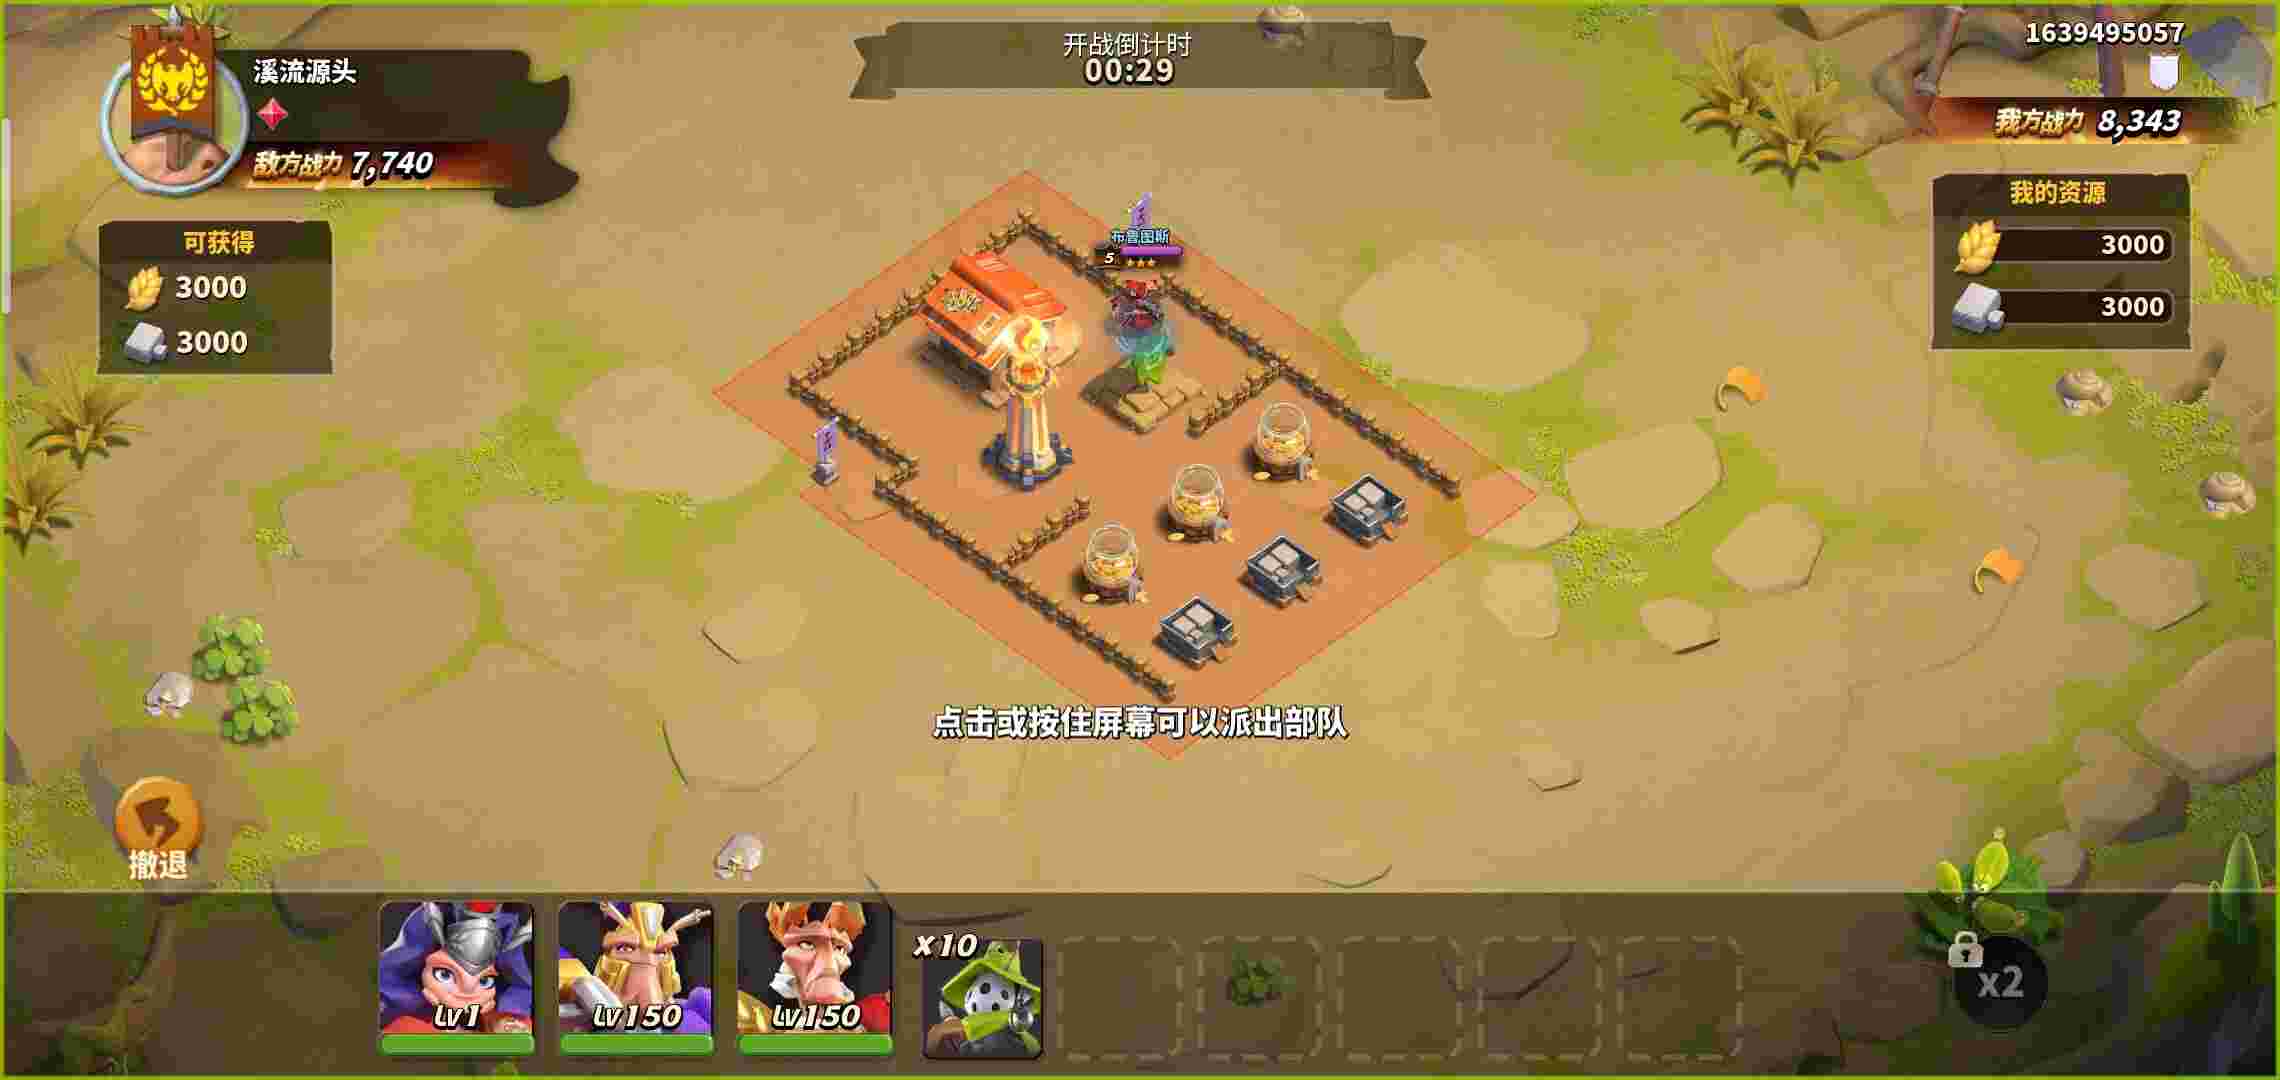 溪流源头
敌方战力 7,740
可获得
3000
3000
开战倒计时
00:29
1639495057
我方战力 8,343
我的资源
3000
3000
布鲁图斯
5
点击或按住屏幕可以派出部队
撤退
Lv1
Lv150
Lv150
x10
x2